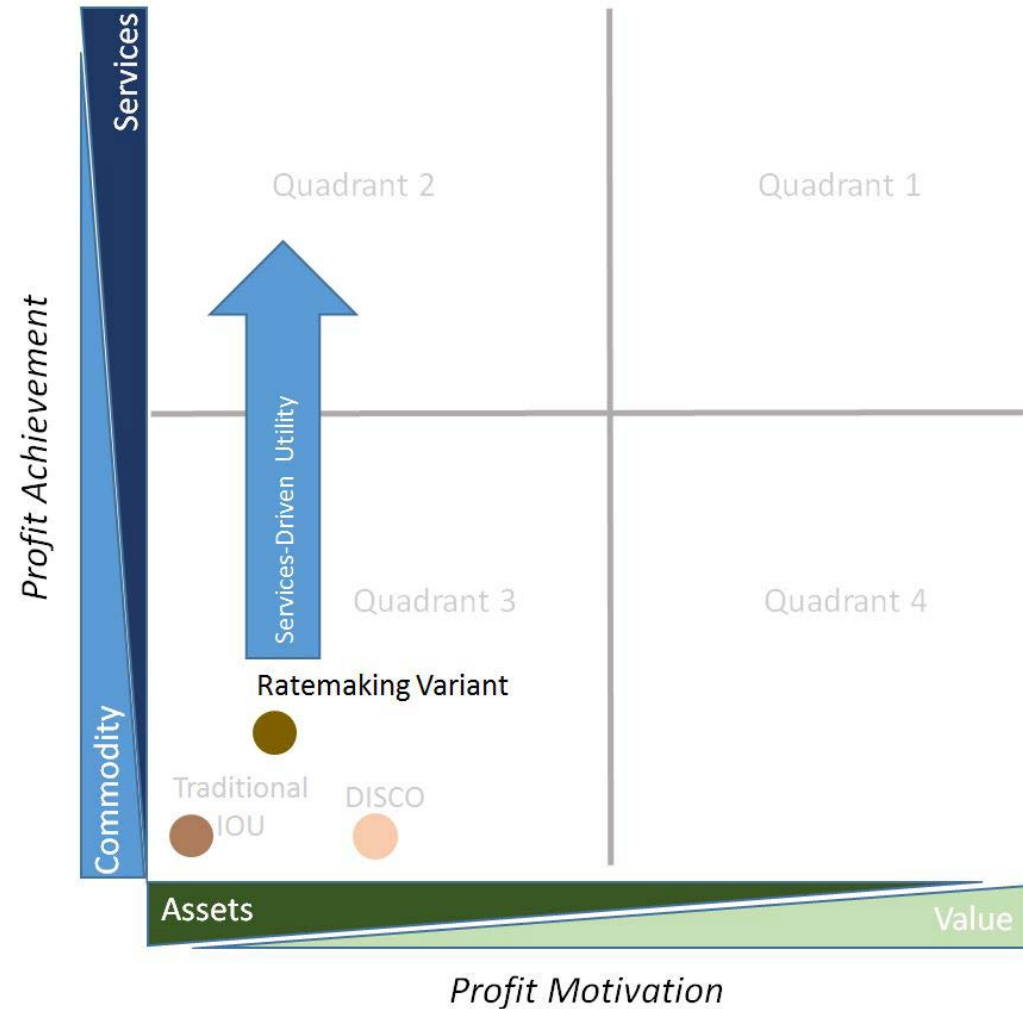 Services
Quadrant 2
Quadrant 1
Profit Achievement
Services-Driven Utility
Quadrant 3
Quadrant 4
Ratemaking Variant
Commodity
Traditional
IOU
DISCO
Assets
Value
Profit Motivation